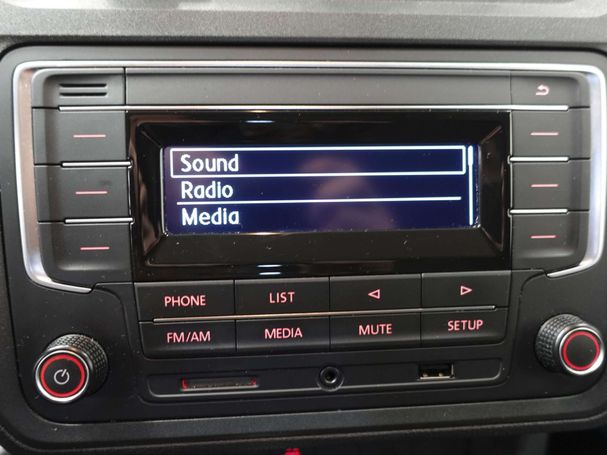 Sound
Radio
Media
PHONE
LIST
FM/AM
MEDIA
MUTE
SETUP